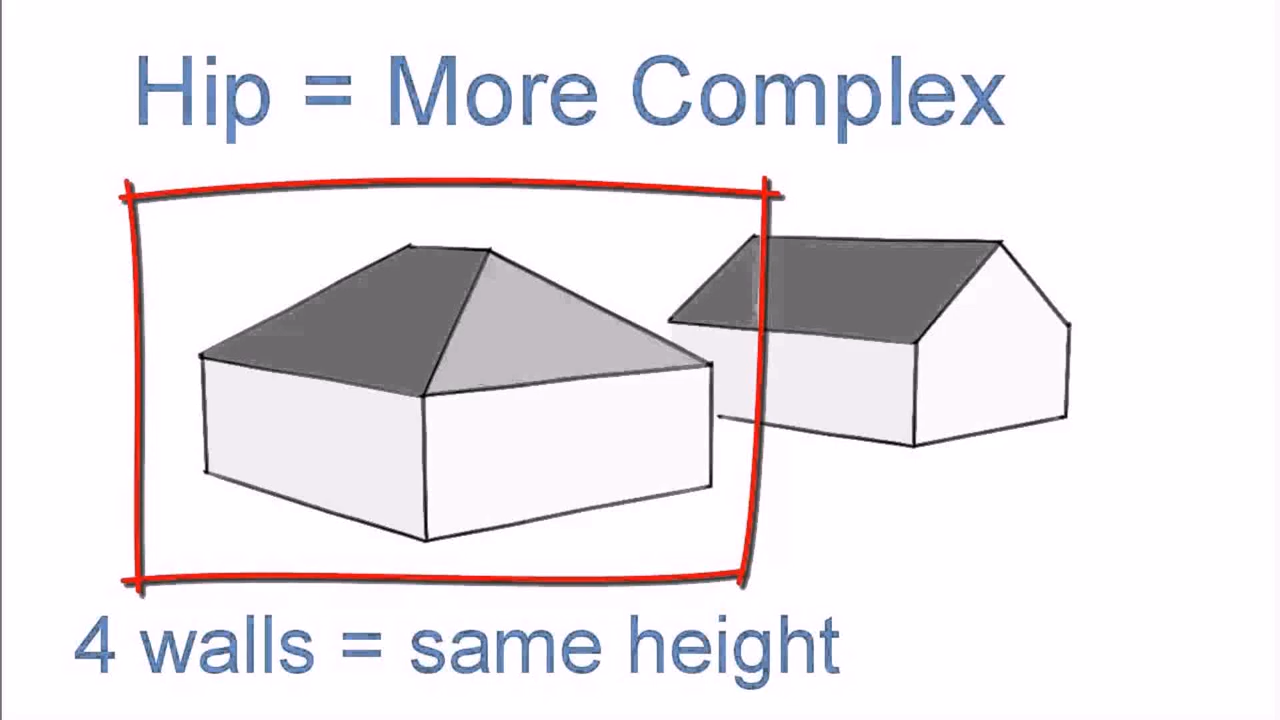 Hip = More Complex
4 walls = same height